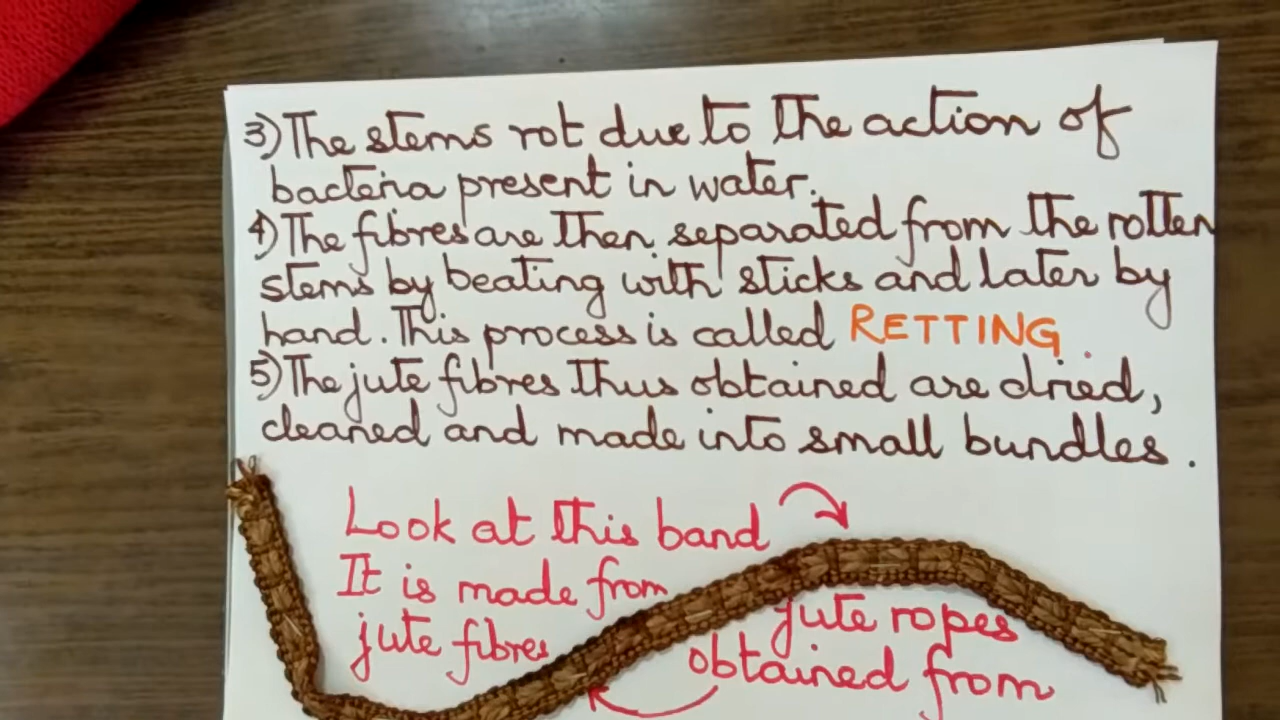 3) The stems rot due to the action of
bacteria present in water.
4) The fibres are then separated from the rotten
stems by beating with sticks and later by
hand. This process is called RETTING.
5) The jute fibres thus obtained are dried,
cleaned and made into small bundles.
Look at this band
It is made from
jute fibres
jute ropes
obtained from